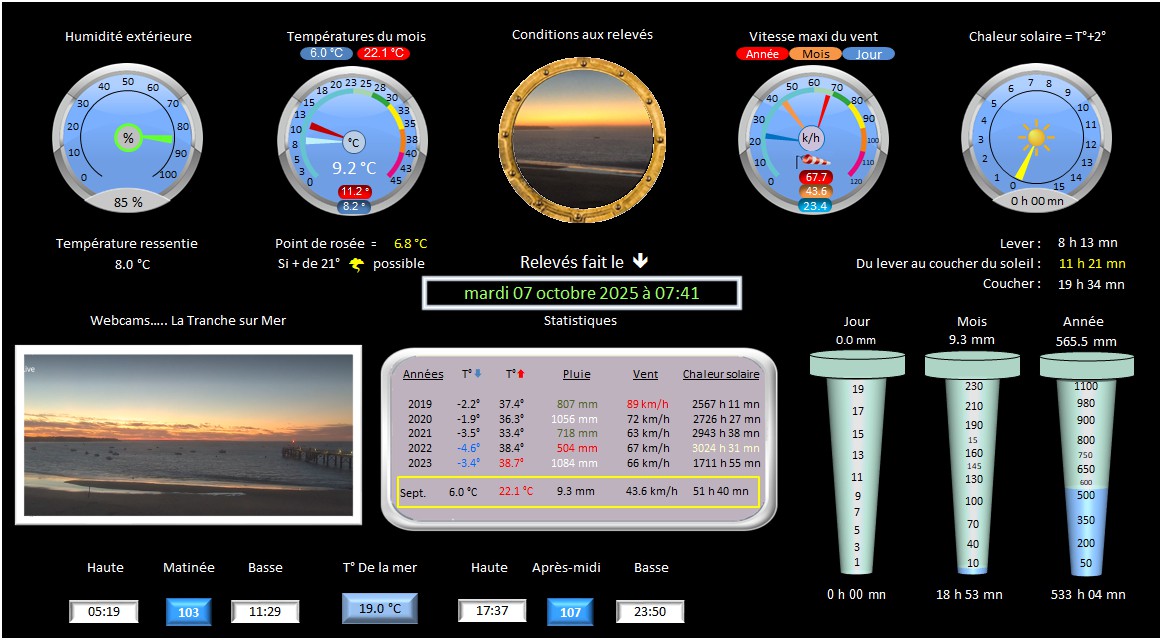 Humidité extérieure
Températures du mois
6.0 °C 22.1 °C
Conditions aux relevés
Vitesse maxi du vent
Année Mois Jour
Chaleur solaire = T°+2°
0 10 20 30 40 50 60 70 80 90 100
%
85 %
0 3 5 8 10 13 15 18 20 23 25 28 30 33 35 38 40 43 45
°C
9.2 °C
11.2 °
8.2 °
0 10 20 30 40 50 60 70 80 90 100 110 120
k/h
67.7
43.6
23.4
0 1 2 3 4 5 6 7 8 9 10 11 12 13 14 15
0 h 00 mn
Température ressentie
8.0 °C
Point de rosée = 6.8 °C
Si + de 21° possible
Relevés fait le
mardi 07 octobre 2025 à 07:41
Lever : 8 h 13 mn
Du lever au coucher du soleil : 11 h 21 mn
Coucher : 19 h 34 mn
Webcams….. La Tranche sur Mer
ive
Statistiques
Années T° T° Pluie Vent Chaleur solaire
2019 -2.2° 37.4° 807 mm 89 km/h 2567 h 11 mn
2020 -1.9° 36.3° 1056 mm 72 km/h 2726 h 27 mn
2021 -3.5° 33.4° 718 mm 63 km/h 2943 h 38 mn
2022 -4.6° 38.4° 504 mm 67 km/h 3024 h 31 mn
2023 -3.4° 38.7° 1084 mm 66 km/h 1711 h 55 mn
Sept. 6.0 °C 22.1 °C 9.3 mm 43.6 km/h 51 h 40 mn
Jour
0.0 mm
19
17
15
13
11
9
7
5
3
1
0 h 00 mn
Mois
9.3 mm
230
210
190
15
160
145
130
100
70
40
10
18 h 53 mn
Année
565.5 mm
1100
980
900
800
750
650
600
500
350
200
50
533 h 04 mn
Haute Matinée Basse
05:19 103 11:29
T° De la mer
19.0 °C
Haute Après-midi Basse
17:37 107 23:50